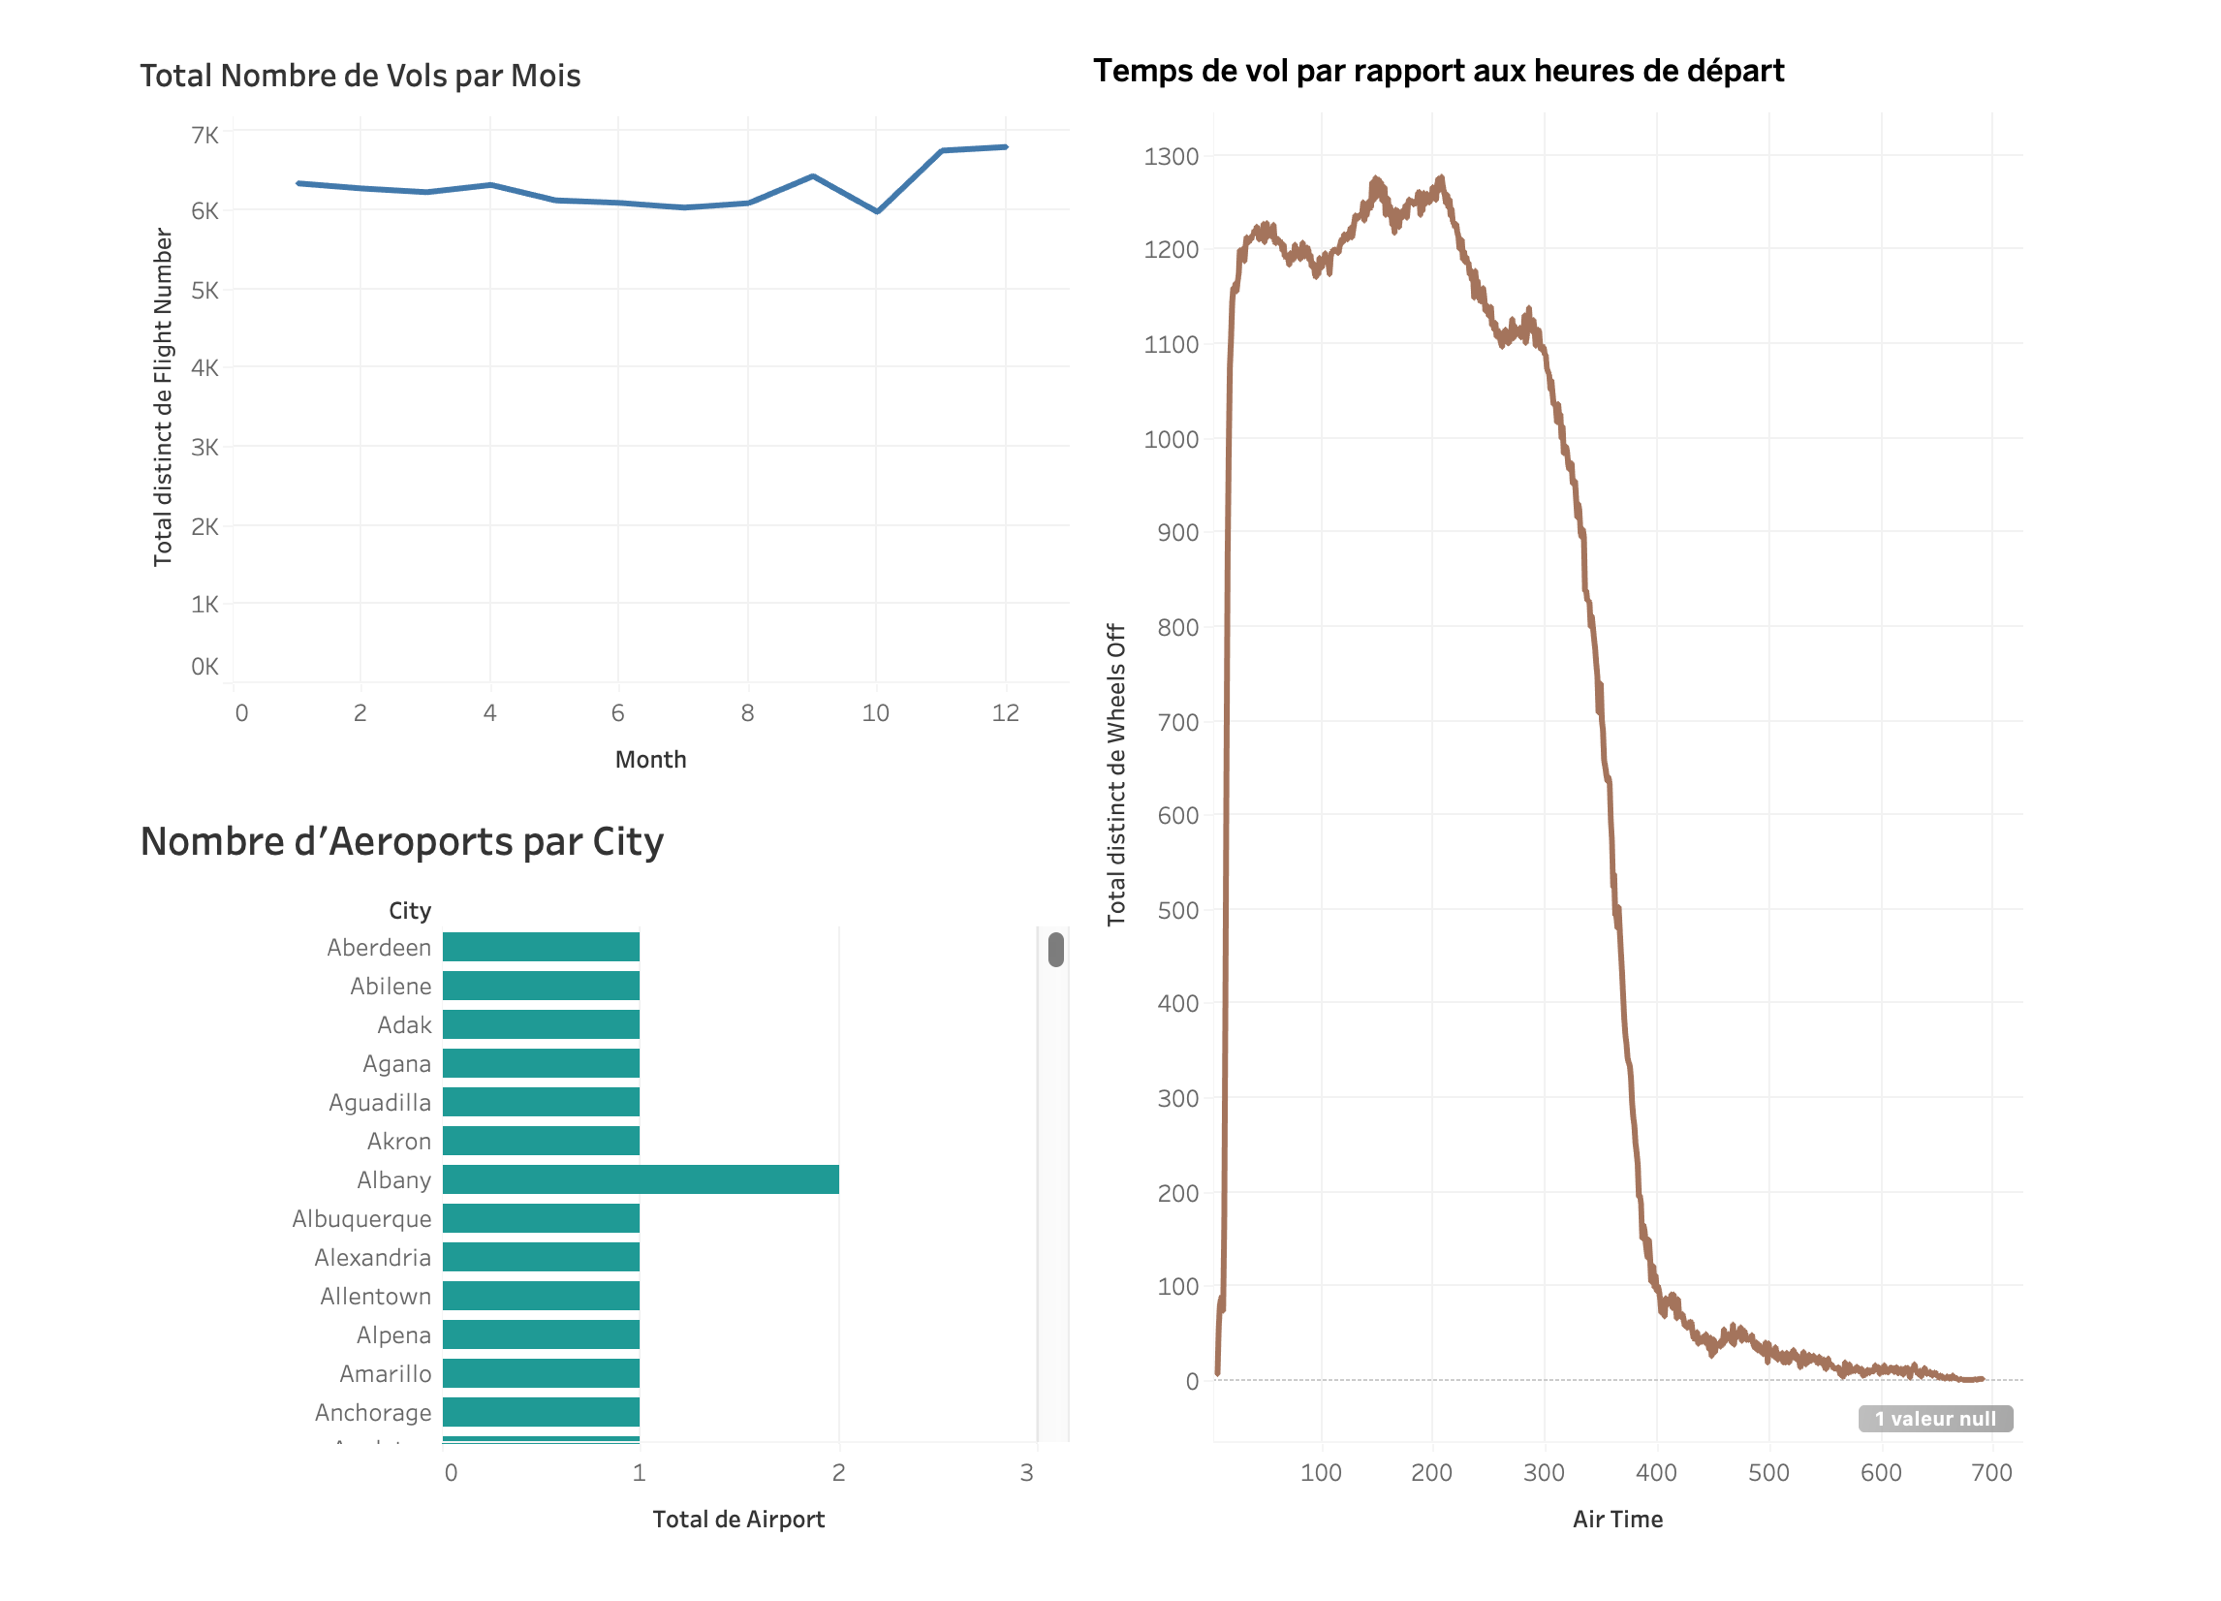 Total Nombre de Vols par Mois
Total distinct de Flight Number
7K
6K
5K
4K
3K
2K
1K
0K
0 2 4 6 8 10 12
Month
Nombre d’Aeroports par City
City
Aberdeen
Abilene
Adak
Agana
Aguadilla
Akron
Albany
Albuquerque
Alexandria
Allentown
Alpena
Amarillo
Anchorage
0 1 2 3
Total de Airport
Temps de vol par rapport aux heures de départ
Total distinct de Wheels Off
1300
1200
1100
1000
900
800
700
600
500
400
300
200
100
0
1 valeur null
100 200 300 400 500 600 700
Air Time